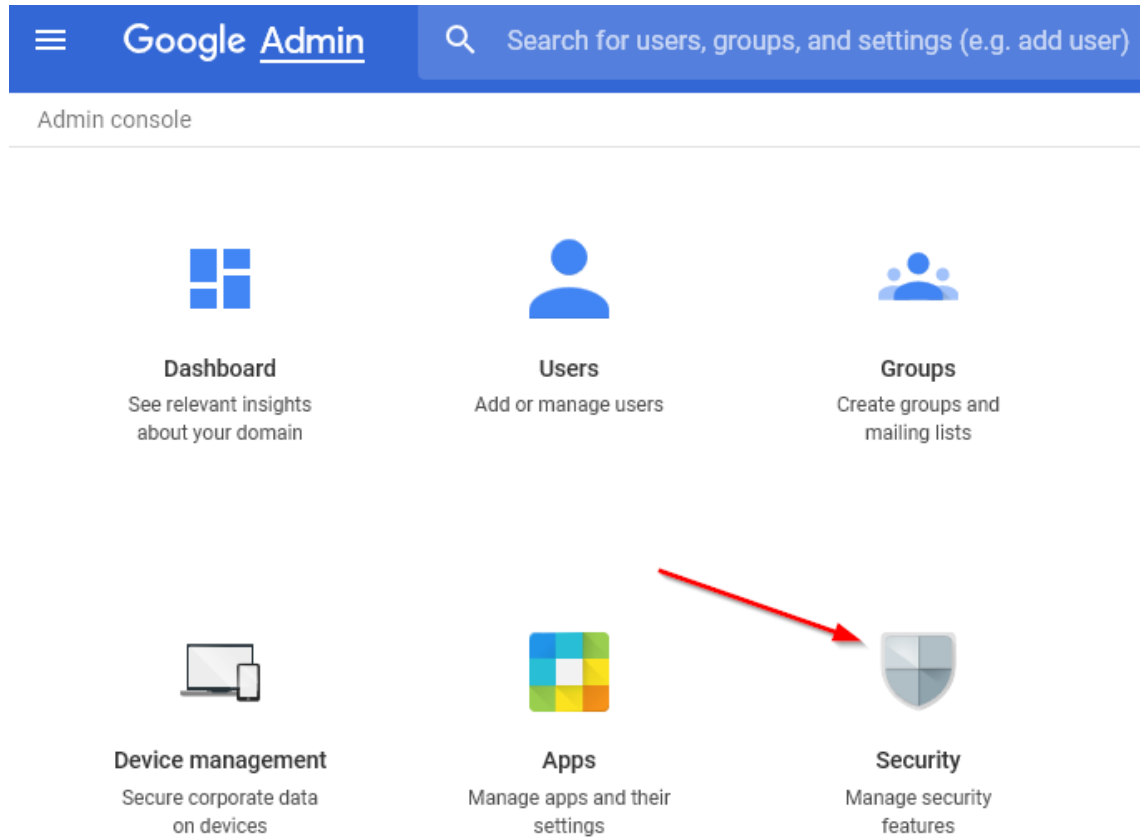 Google Admin
Search for users, groups, and settings (e.g. add user)
Admin console
Dashboard
See relevant insights
about your domain
Users
Add or manage users
Groups
Create groups and
mailing lists
Device management
Secure corporate data
on devices
Apps
Manage apps and their
settings
Security
Manage security
features